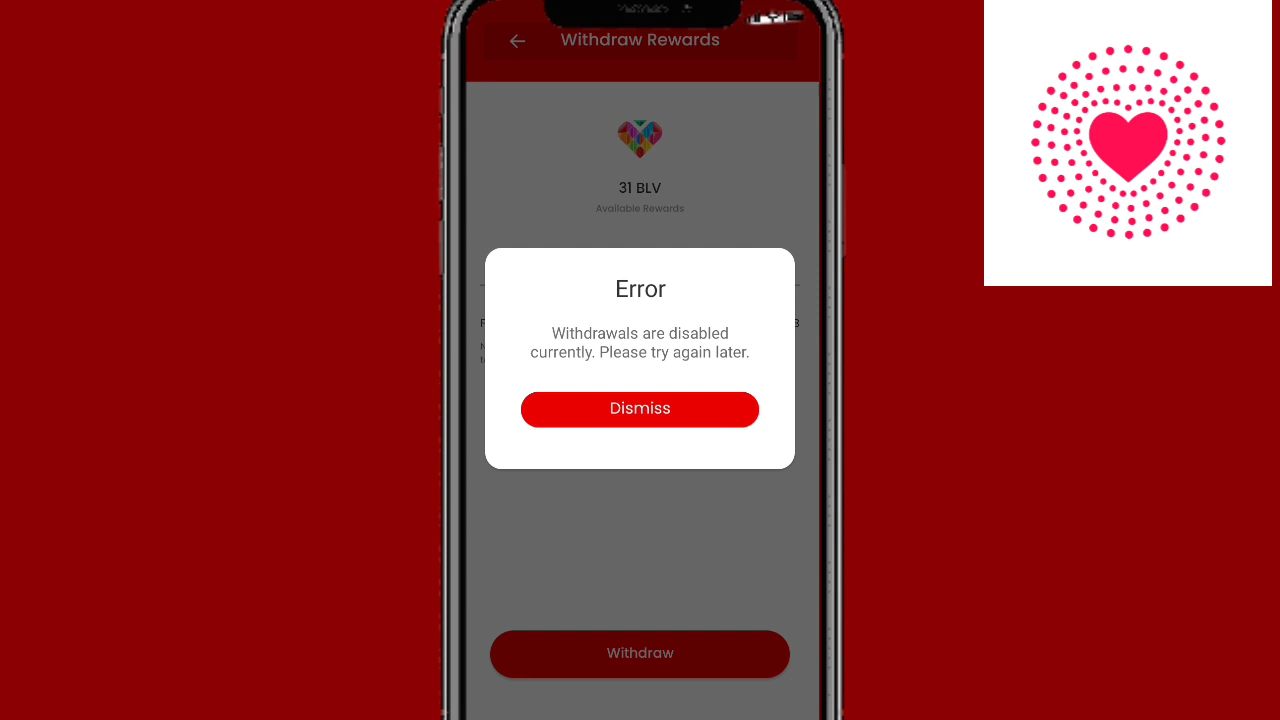 Withdraw Rewards
31 BLV
Available Rewards
Error
Withdrawals are disabled
currently. Please try again later.
Dismiss
Withdraw